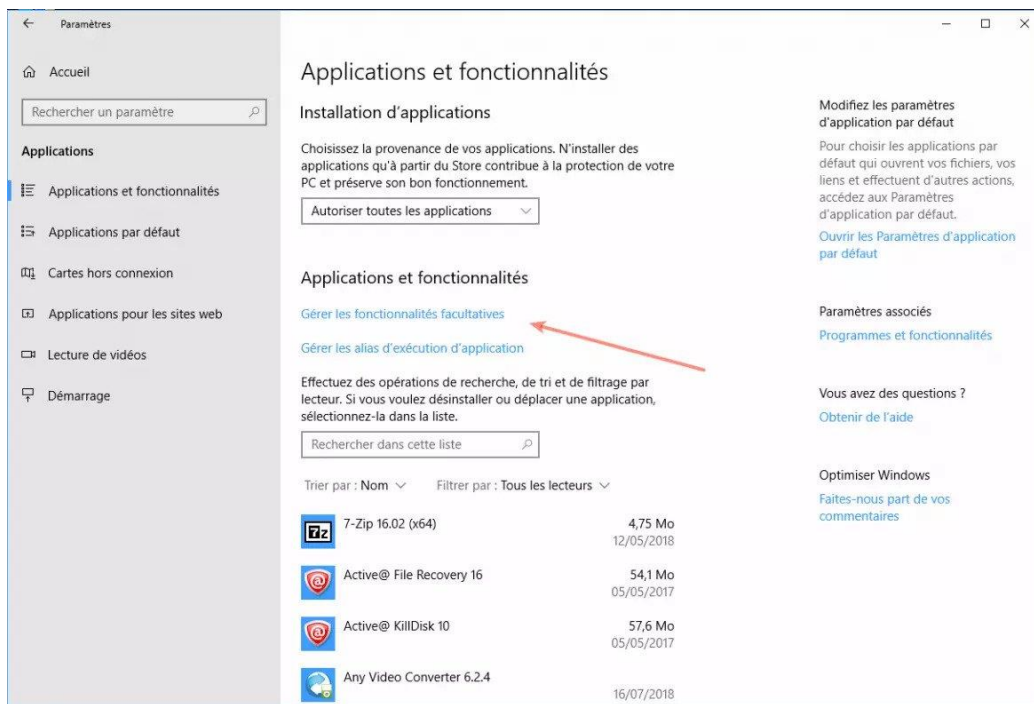 Paramètres
Accueil
Rechercher un paramètre
Applications
Applications et fonctionnalités
Applications par défaut
Cartes hors connexion
Applications pour les sites web
Lecture de vidéos
Démarrage
Applications et fonctionnalités
Installation d'applications
Choisissez la provenance de vos applications. N'installer des
applications qu'à partir du Store contribue à la protection de votre
PC et préserve son bon fonctionnement.
Autoriser toutes les applications
Applications et fonctionnalités
Gérer les fonctionnalités facultatives
Gérer les alias d'exécution d'application
Effectuez des opérations de recherche, de tri et de filtrage par
lecteur. Si vous voulez désinstaller ou déplacer une application,
sélectionnez-la dans la liste.
Rechercher dans cette liste
Trier par : Nom Filtrer par : Tous les lecteurs
7z
7-Zip 16.02 (x64) 4,75 Mo
12/05/2018
Active@ File Recovery 16 54,1 Mo
05/05/2017
Active@ KillDisk 10 57,6 Mo
05/05/2017
Any Video Converter 6.2.4
16/07/2018
Modifiez les paramètres
d'application par défaut
Pour choisir les applications par
défaut qui ouvrent vos fichiers, vos
liens et effectuent d'autres actions,
accédez aux Paramètres
d'application par défaut.
Ouvrir les Paramètres d'application
par défaut
Paramètres associés
Programmes et fonctionnalités
Vous avez des questions ?
Obtenir de l'aide
Optimiser Windows
Faites-nous part de vos
commentaires